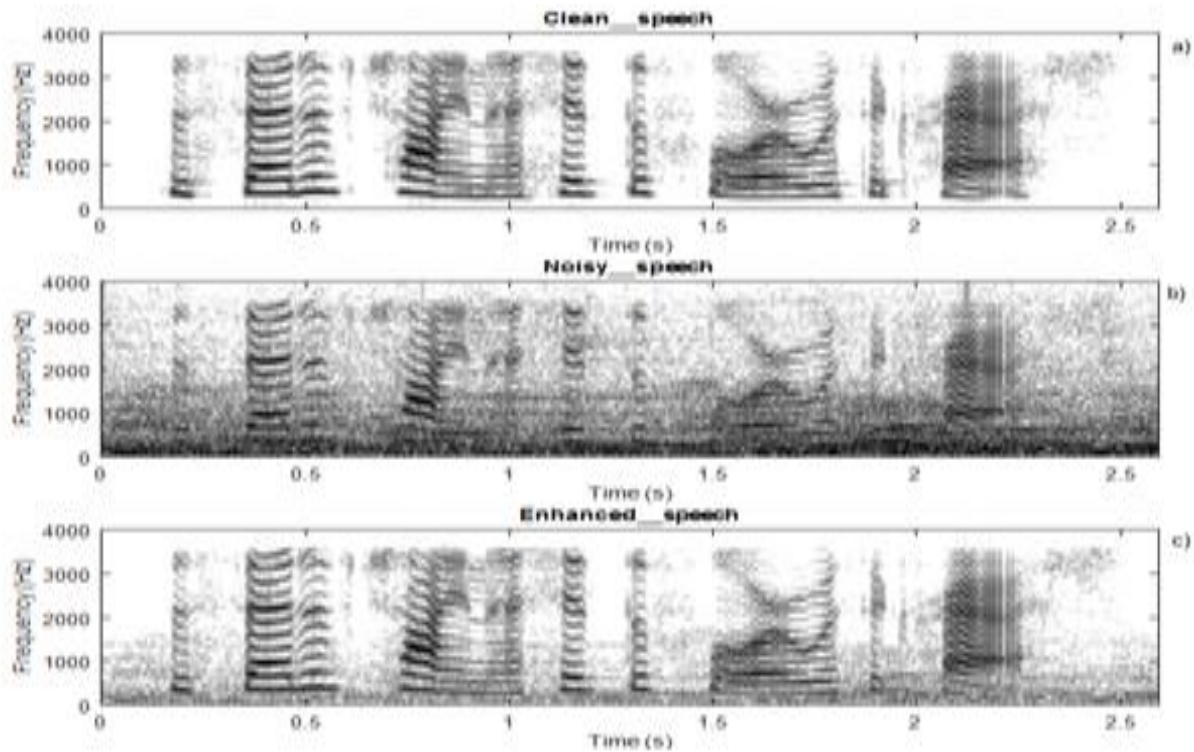 Clean__speech
a)
Frequency (Hz)
4000
3000
2000
1000
0
0 0.5 1 1.5 2 2.5
Time (s)
Noisy__speech
b)
Frequency (Hz)
4000
3000
2000
1000
0
0 0.5 1 1.5 2 2.5
Time (s)
Enhanced__speech
c)
Frequency (Hz)
4000
3000
2000
1000
0
0 0.5 1 1.5 2 2.5
Time (s)